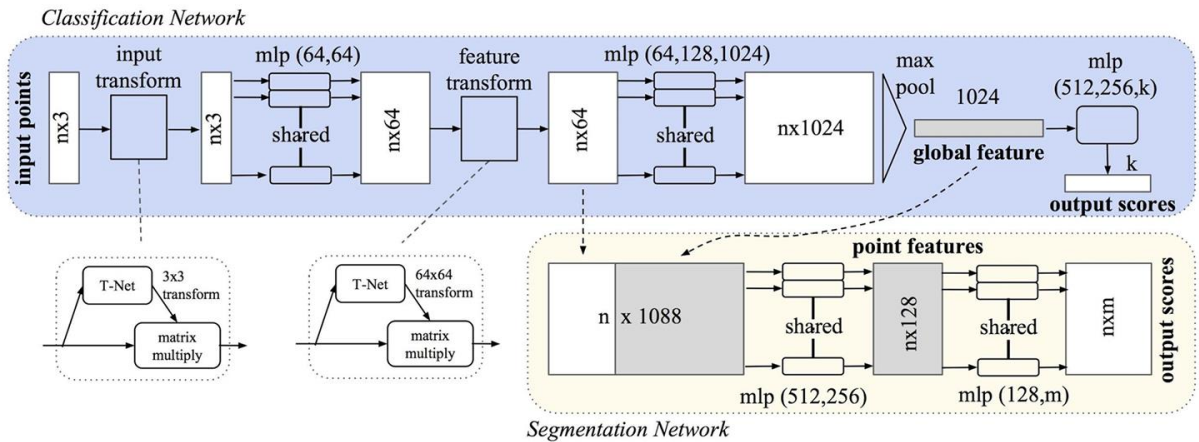 Classification Network
input points
nx3
input
transform
nx3
mlp (64,64)
shared
nx64
feature
transform
nx64
mlp (64,128,1024)
shared
nx1024
max
pool
1024
global feature
mlp
(512,256,k)
k
output scores
T-Net
3x3
transform
matrix
multiply
T-Net
64x64
transform
matrix
multiply
point features
n x 1088
shared
mlp (512,256)
nx128
shared
mlp (128,m)
nxm
output scores
Segmentation Network